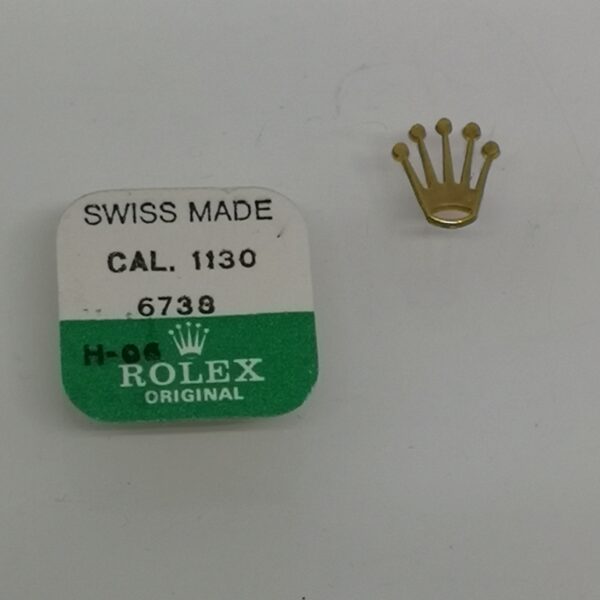 SWISS MADE
CAL. 1130
6738
H-06
ROLEX
ORIGINAL